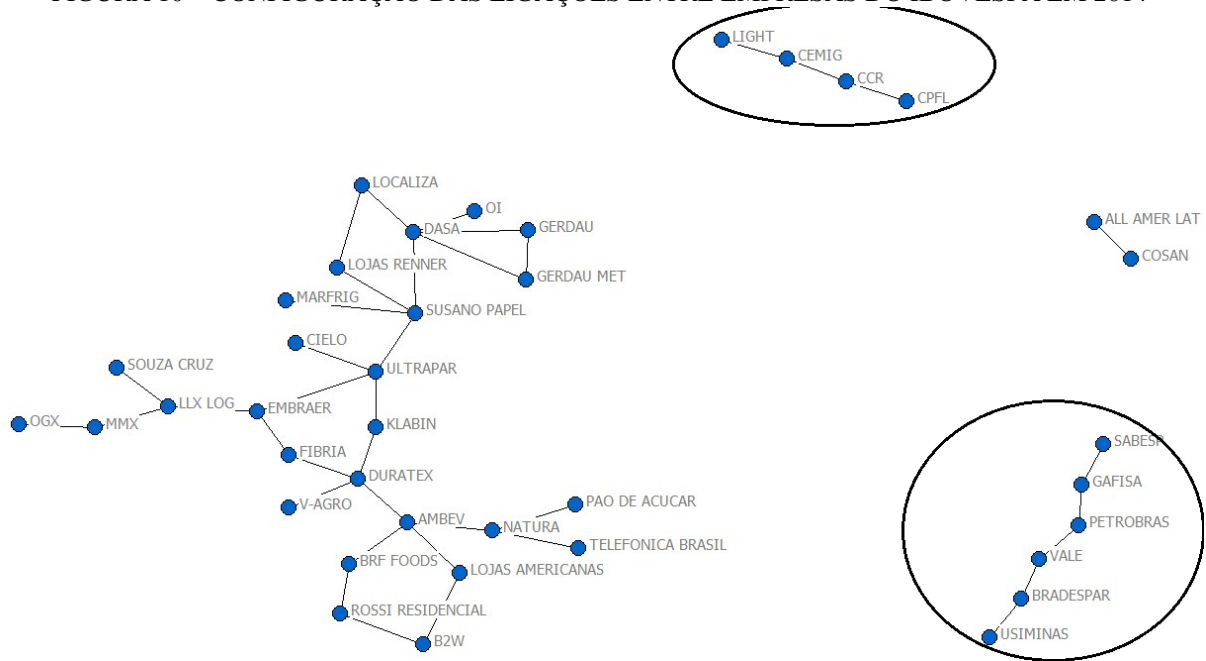 LIGHT
CEMIG
CCR
CPFL
LOCALIZA
OI
DASA
GERDAU
ALL AMER LAT
COSAN
LOJAS RENNER
GERDAU MET
MARFRIG
SUSANO PAPEL
CIELO
SOUZA CRUZ
ULTRAPAR
LLX LOG
EMBRAER
OGX
MMX
KLABIN
SABESP
FIBRIA
DURATEX
GAFISA
V-AGRO
PAO DE ACUCAR
AMBEV
NATURA
PETROBRAS
TELEFONICA BRASIL
VALE
BRF FOODS
LOJAS AMERICANAS
BRADESPAR
ROSSI RESIDENCIAL
USIMINAS
B2W